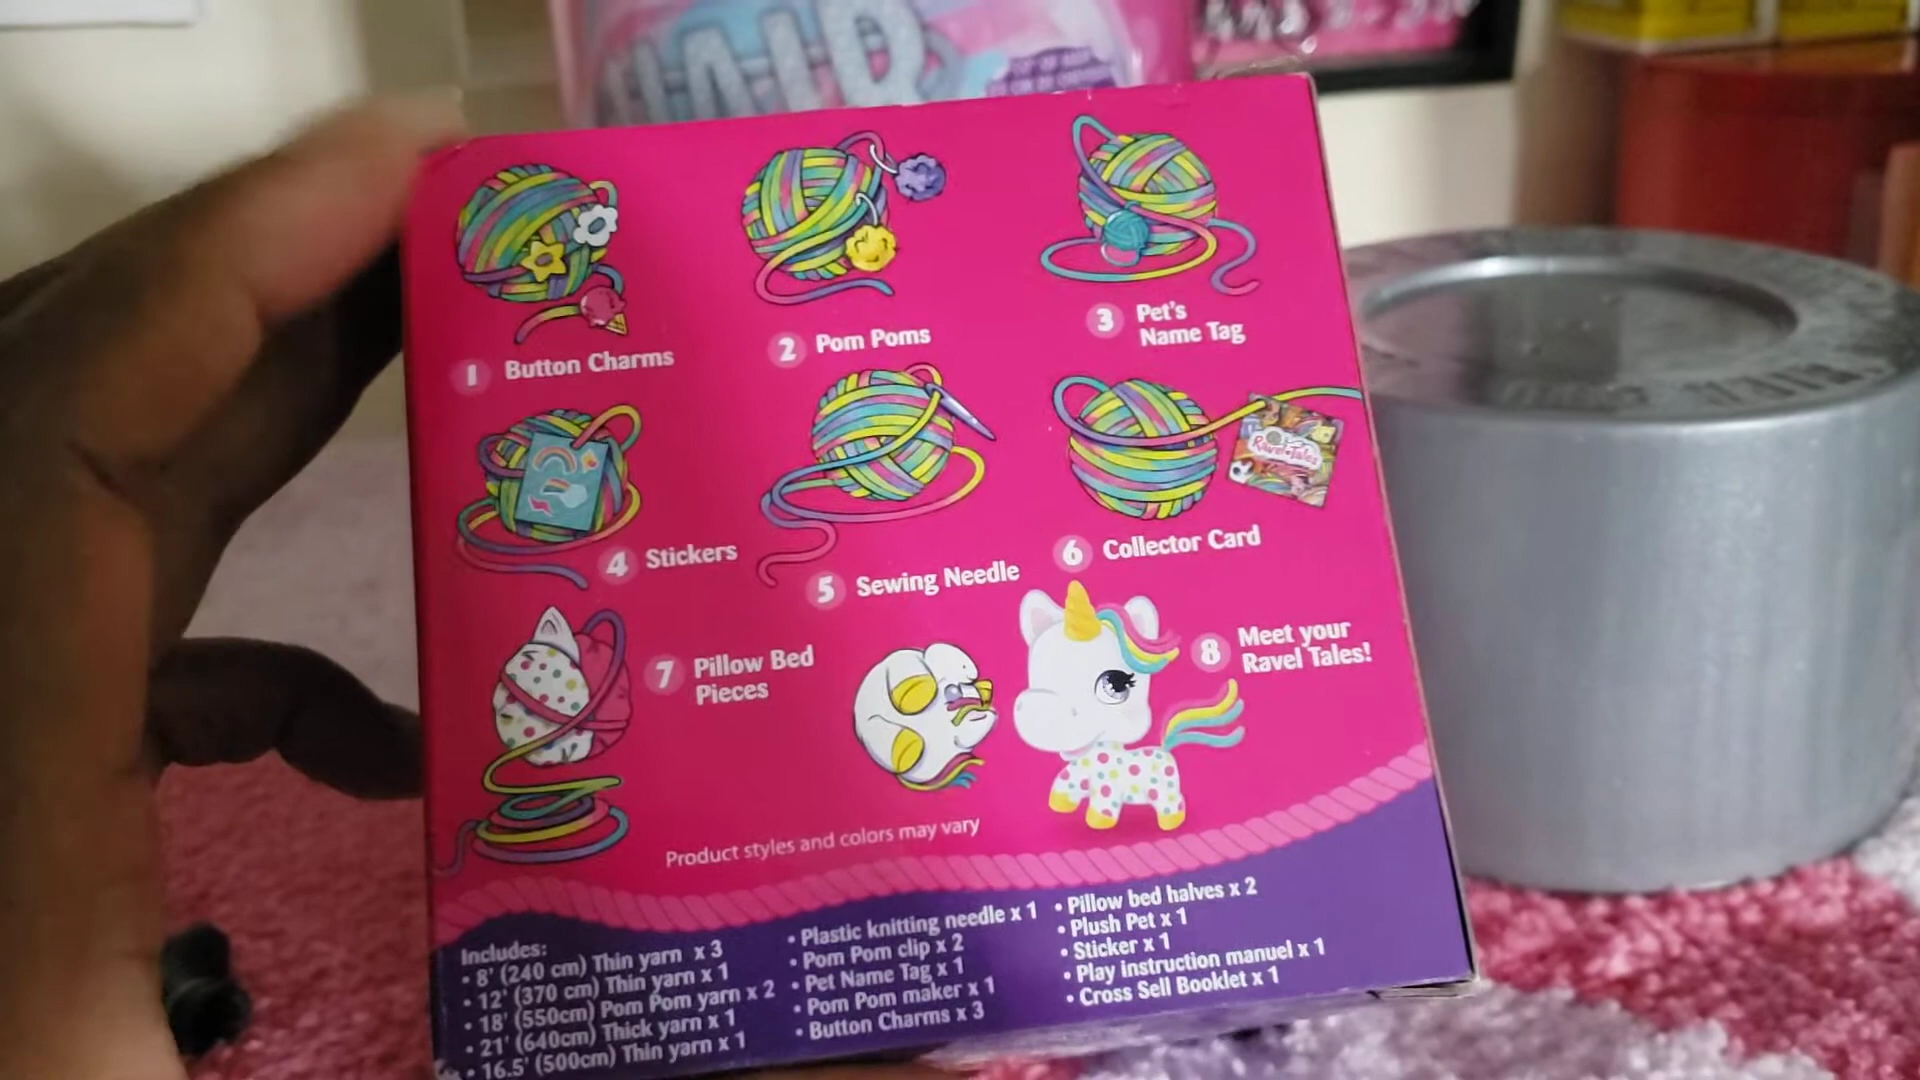 HAIR
1 Button Charms
2 Pom Poms
3 Pet's
Name Tag
4 Stickers
5 Sewing Needle
6 Collector Card
Ravel Tales
7 Pillow Bed
Pieces
8 Meet your
Ravel Tales!
Product styles and colors may vary
Includes:
• 8' (240 cm) Thin yarn x 3
• 12' (370 cm) Thin yarn x 1
• 18' (550cm) Pom Pom yarn x 2
• 21' (640cm) Thick yarn x 1
• 16.5' (500cm) Thin yarn x 1
• Plastic knitting needle x 1
• Pom Pom clip x 2
• Pet Name Tag x 1
• Pom Pom maker x 1
• Button Charms x 3
• Pillow bed halves x 2
• Plush Pet x 1
• Sticker x 1
• Play instruction manuel x 1
• Cross Sell Booklet x 1